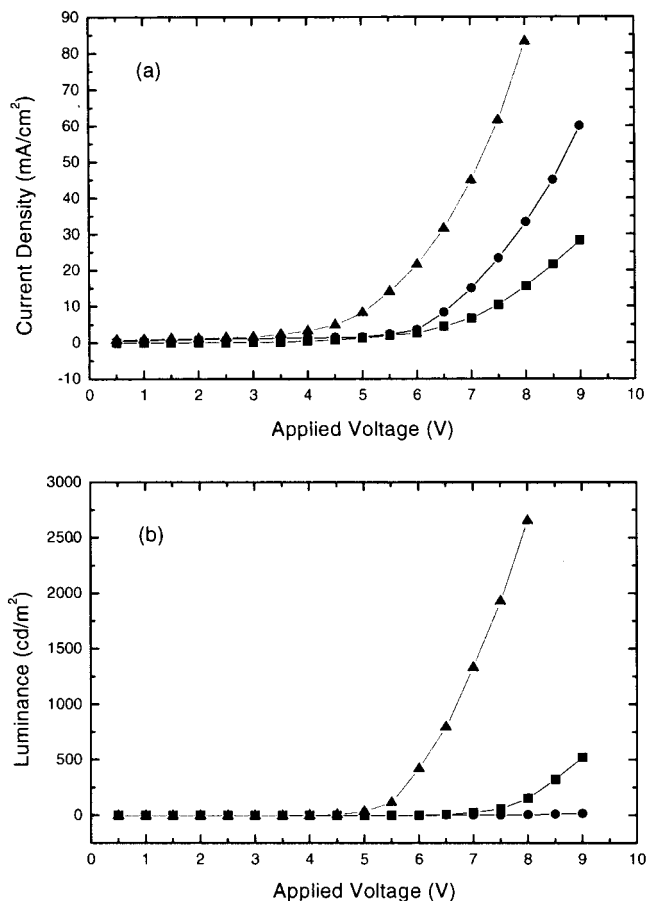 (a)
Current Density (mA/cm²)
90
80
70
60
50
40
30
20
10
0
-10
0 1 2 3 4 5 6 7 8 9 10
Applied Voltage (V)
(b)
Luminance (cd/m²)
3000
2500
2000
1500
1000
500
0
0 1 2 3 4 5 6 7 8 9 10
Applied Voltage (V)